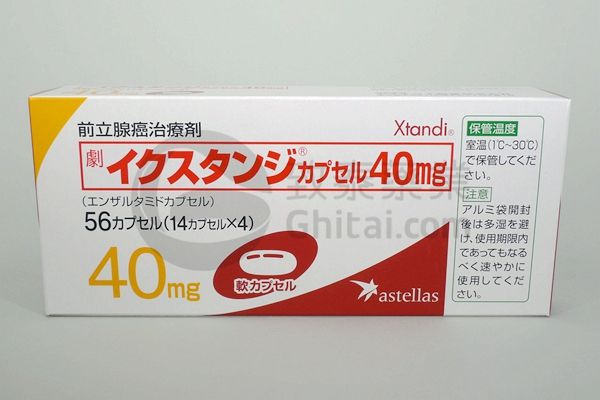 前立腺癌治療剤
Xtandi®
劇 イクスタンジ®カプセル40mg
(エンザルタミドカプセル)
56カプセル(14カプセル×4)
40mg
軟カプセル
astellas
保管温度
室温(1℃~30℃)
で保管してくだ
さい。
注意
アルミ袋開封
後は多湿を避
け、使用期限内
であってもなる
べく速やかに
使用してくだ
さい。
致泰藥業
Ghitai.com